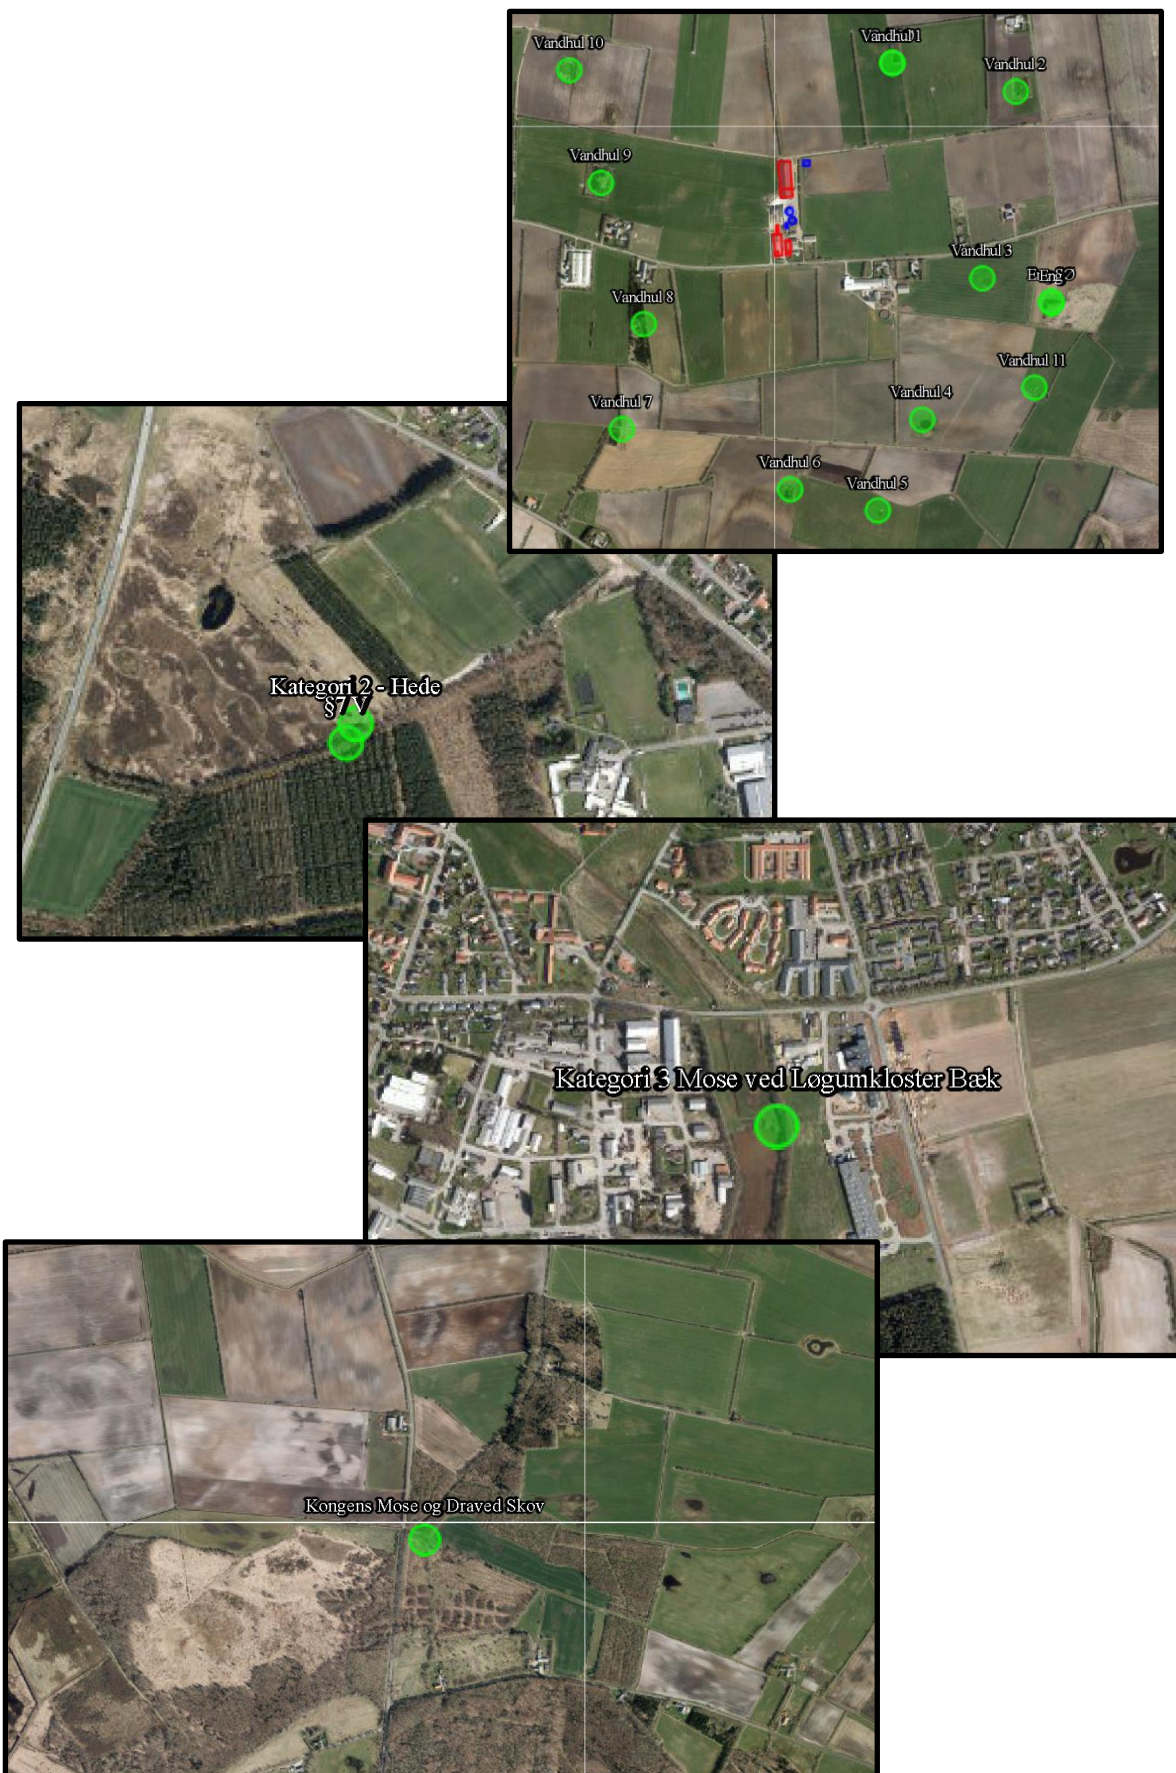 Vandhul 10
Vandhul 1
Vandhul 2
Vandhul 9
Vandhul 3
Eng Ø
Vandhul 8
Vandhul 11
Vandhul 4
Vandhul 7
Vandhul 6
Vandhul 5
Kategori 2 - Hede
§7 V
Kategori 3 Mose ved Løgumkloster Bæk
Kongens Mose og Draved Skov